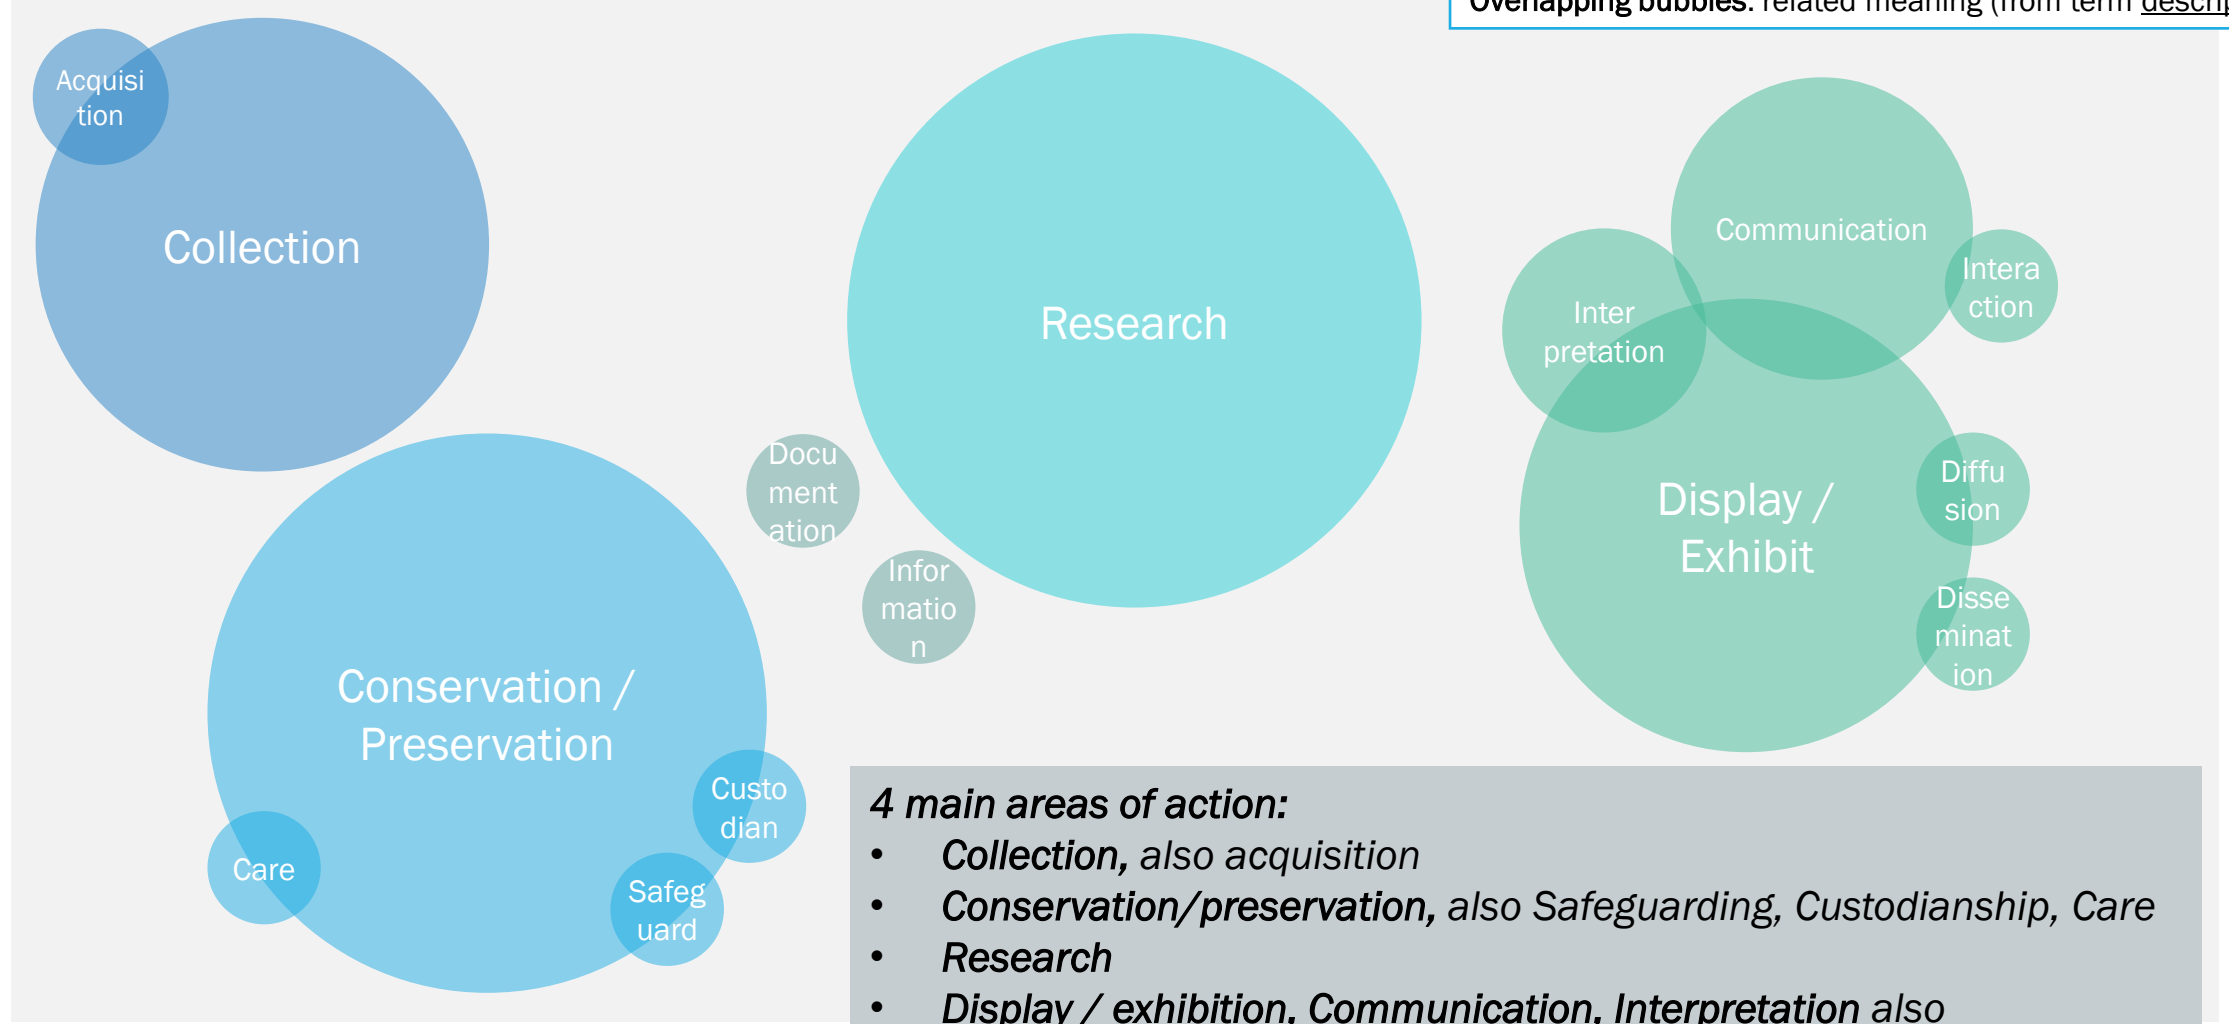 Overlapping bubbles: related meaning (from term
Acquisi
tion
Collection
Research
Communication
Intera
ction
Inter
pretation
Docu
ment
ation
Diffu
sion
Display /
Exhibit
Infor
matio
n
Disse
minat
ion
Conservation /
Preservation
Custo
dian
Care
Safeg
uard
4 main areas of action:
• Collection, also acquisition
• Conservation/preservation, also Safeguarding, Custodianship, Care
• Research
• Display / exhibition, Communication, Interpretation also